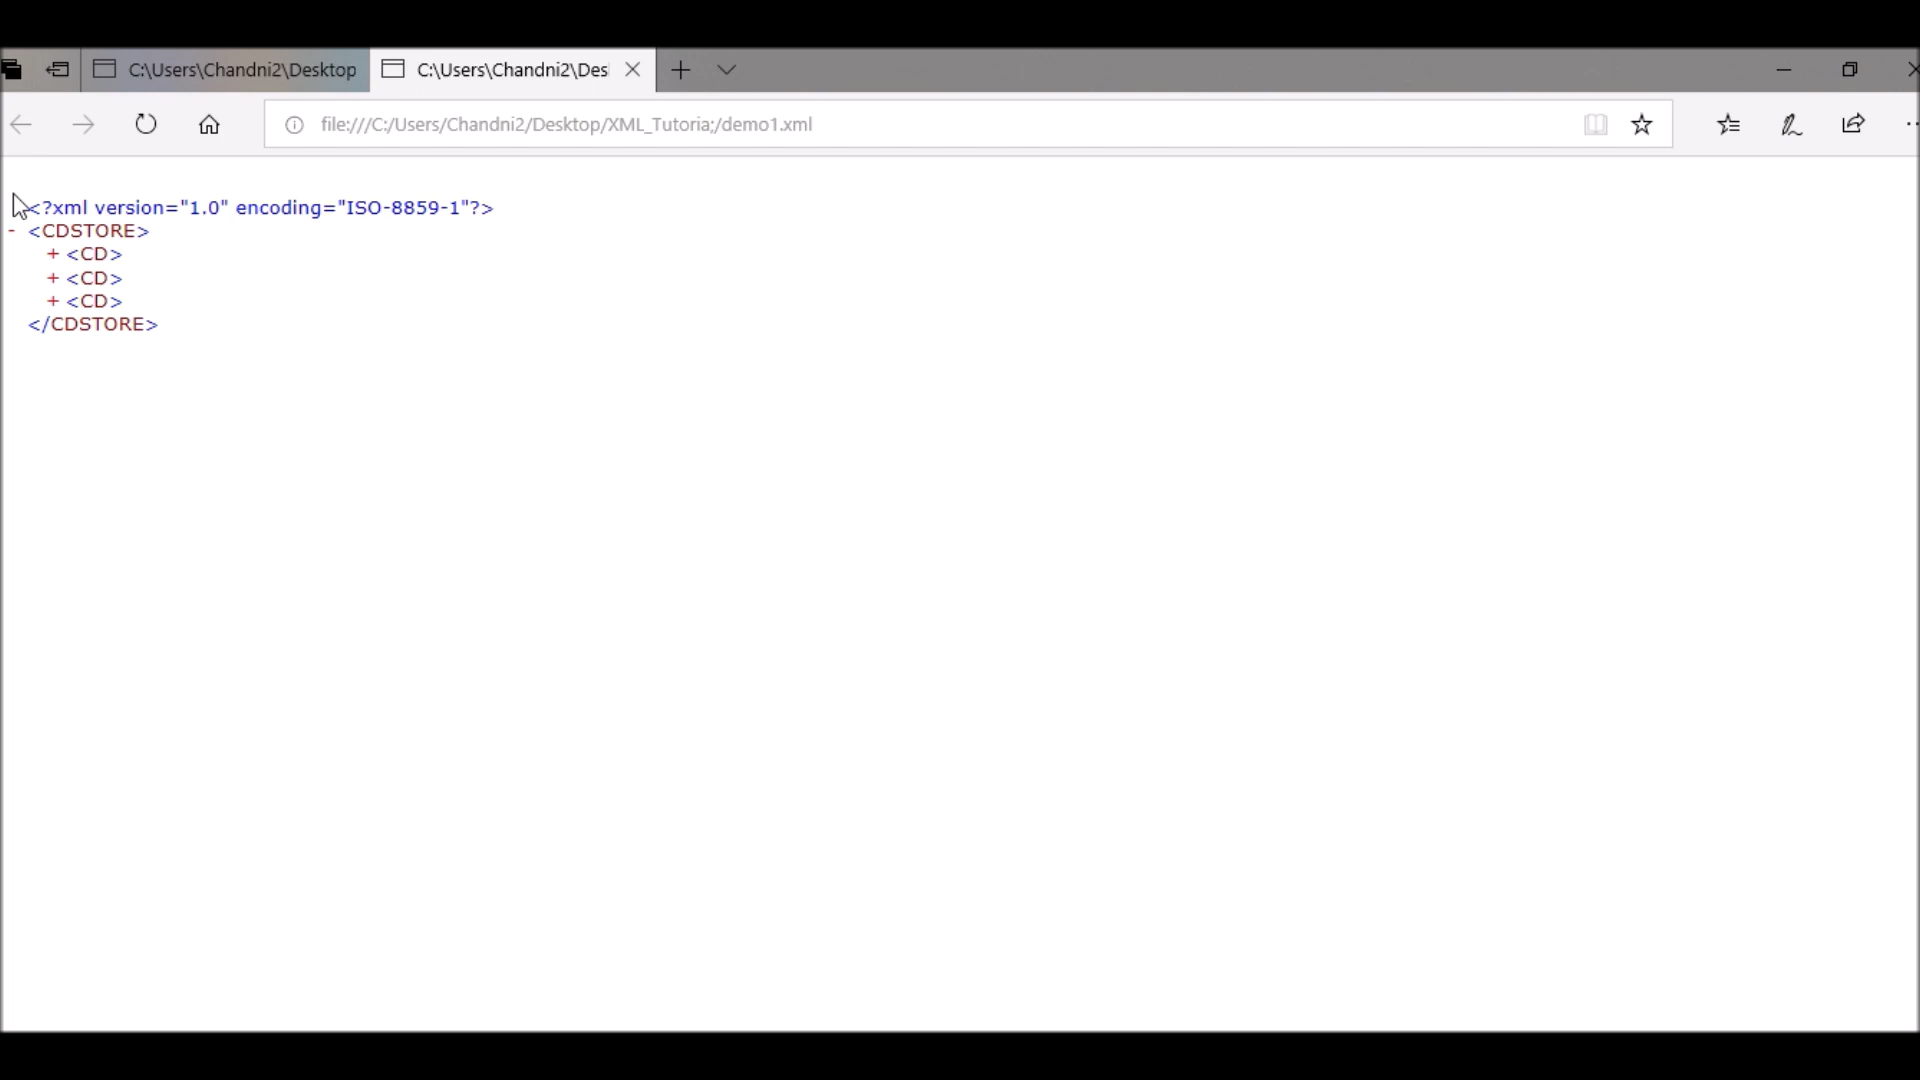 C:\Users\Chandni2\Desktop
C:\Users\Chandni2\Des
file:///C:/Users/Chandni2/Desktop/XML_Tutoria;/demo1.xml
<?xml version="1.0" encoding="ISO-8859-1"?>
- <CDSTORE>
+ <CD>
+ <CD>
+ <CD>
</CDSTORE>